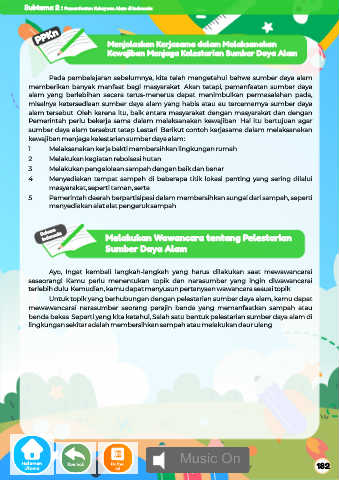 Subtema 2 : Pemanfaatan Kekayaan Alam di Indonesia
PPKn
Menjelaskan Kerjasama dalam Melaksanakan
Kewajiban Menjaga Kelestarian Sumber Daya Alam
Pada pembelajaran sebelumnya, kita telah mengetahui bahwa sumber daya alam
memberikan banyak manfaat bagi masyarakat Akan tetapi, pemanfaatan sumber daya
alam yang berlebihan secara terus-menerus dapat menimbulkan permasalahan pada,
misalnya ketersediaan sumber daya alam yang habis atau au tercemarnya sumber daya
alam tersebut Oleh karena itu, baik antara masyarakat dengan masyarakat dan dengan
Pemerintah perlu bekerja sama dalam melaksanakan kewajiban Hal itu bertujuan agar
sumber daya alam tersebut tetap Lestari Berikut contoh kerjasama dalam melaksanakan
kewajiban menjaga kelestarian sumber daya alam :
1 Melaksanakan kerja bakti membersihkan lingkungan rumah
2 Melakukan kegiatan reboisasi hutan
3 Melakukan pengelolaan sampah dengan baik dan benar
4 Menyediakan tempat sampah di beberapa titik lokasi penting yang sering dilalui
masyarakat, seperti taman, serta
5 Pemerintah daerah berpartisipasi dalam membersihkan sungai dari sampah, seperti
menyediakan alat alat pengeruk sampah
Bahasa
Indonesia
Melakukan Wawancara tentang Pelestarian
Sumber Daya Alam
Ayo, Ingat kembali langkah-langkah yang harus dilakukan saat mewawancarai
seseorang! Kamu perlu menentukan topik dan narasumber yang ingin diwawancarai
terlebih dulu Kemudian, kamu dapat menyusun pertanyaan wawancara sesuai topik
Untuk topik yang berhubungan dengan pelestarian sumber daya alam, kamu dapat
mewawancarai narasumber seorang perajin benda yang memanfaatkan sampah atau
benda bekas Seperti yang kita ketahui, Salah satu bentuk pelestarian sumber daya alam di
lingkungan sekitar adalah membersihkan sampah atau melakukan daur ulang
Halaman
Utama
Music On
182